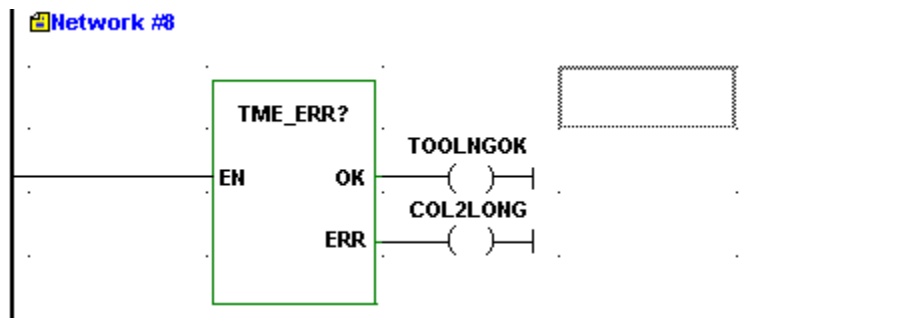 Network #8
TME_ERR?
TOOLNGOK
EN OK
COL2LONG
ERR